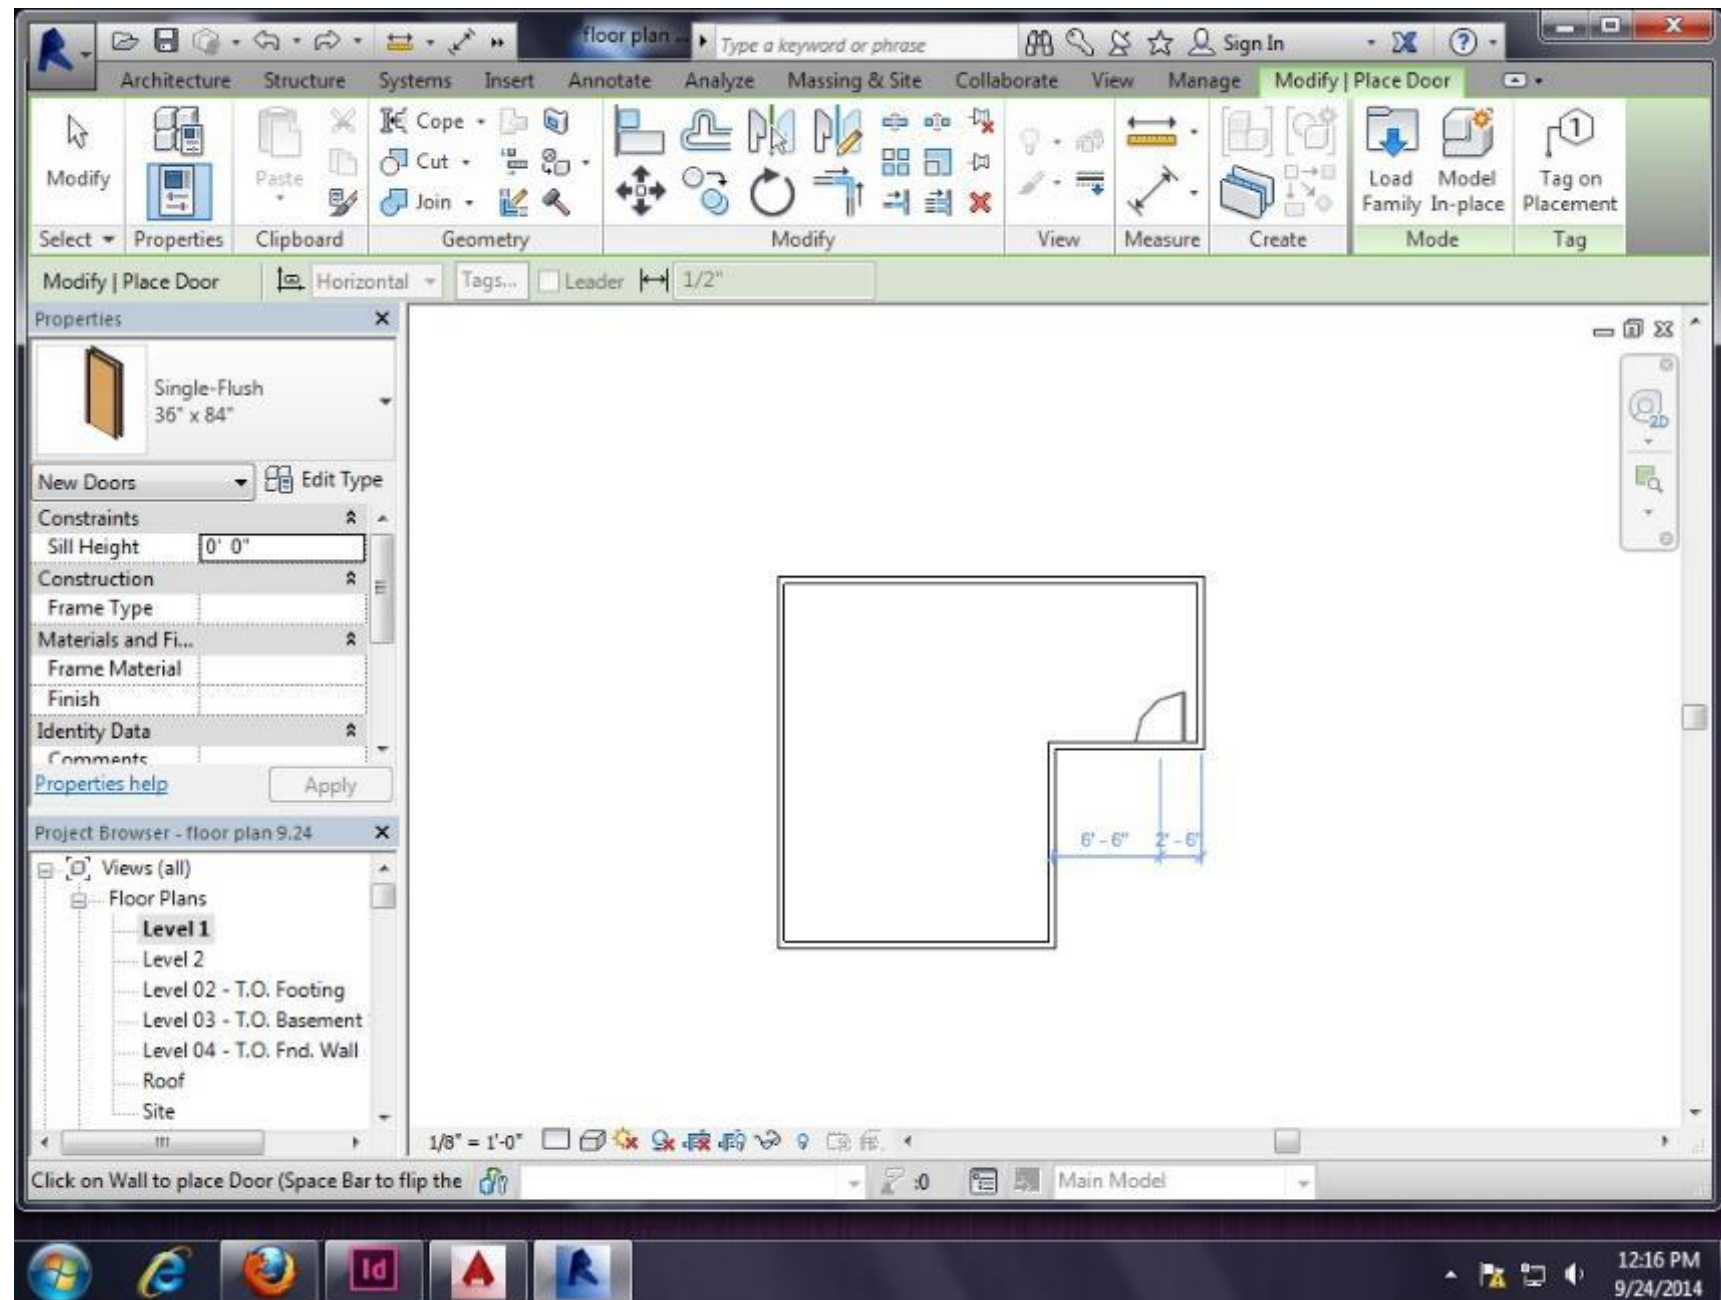 floor plan ...
Type a keyword or phrase
Sign In
Architecture Structure Systems Insert Annotate Analyze Massing & Site Collaborate View Manage Modify | Place Door
Modify
Paste
Cope
Cut
Join
Load Family
Model In-place
1
Tag on Placement
Select Properties Clipboard Geometry Modify View Measure Create Mode Tag
Modify | Place Door Horizontal Tags... Leader 1/2"
Properties
Single-Flush
36" x 84"
2D
New Doors Edit Type
Constraints
Sill Height 0' 0"
Construction
Frame Type
Materials and Fi...
Frame Material
Finish
Identity Data
Comments
Properties help Apply
6' - 6" 2' - 6"
Project Browser - floor plan 9.24
Views (all)
Floor Plans
Level 1
Level 2
Level 02 - T.O. Footing
Level 03 - T.O. Basement
Level 04 - T.O. Fnd. Wall
Roof
Site
1/8" = 1'-0"
Click on Wall to place Door (Space Bar to flip the :0 Main Model
Id
12:16 PM
9/24/2014